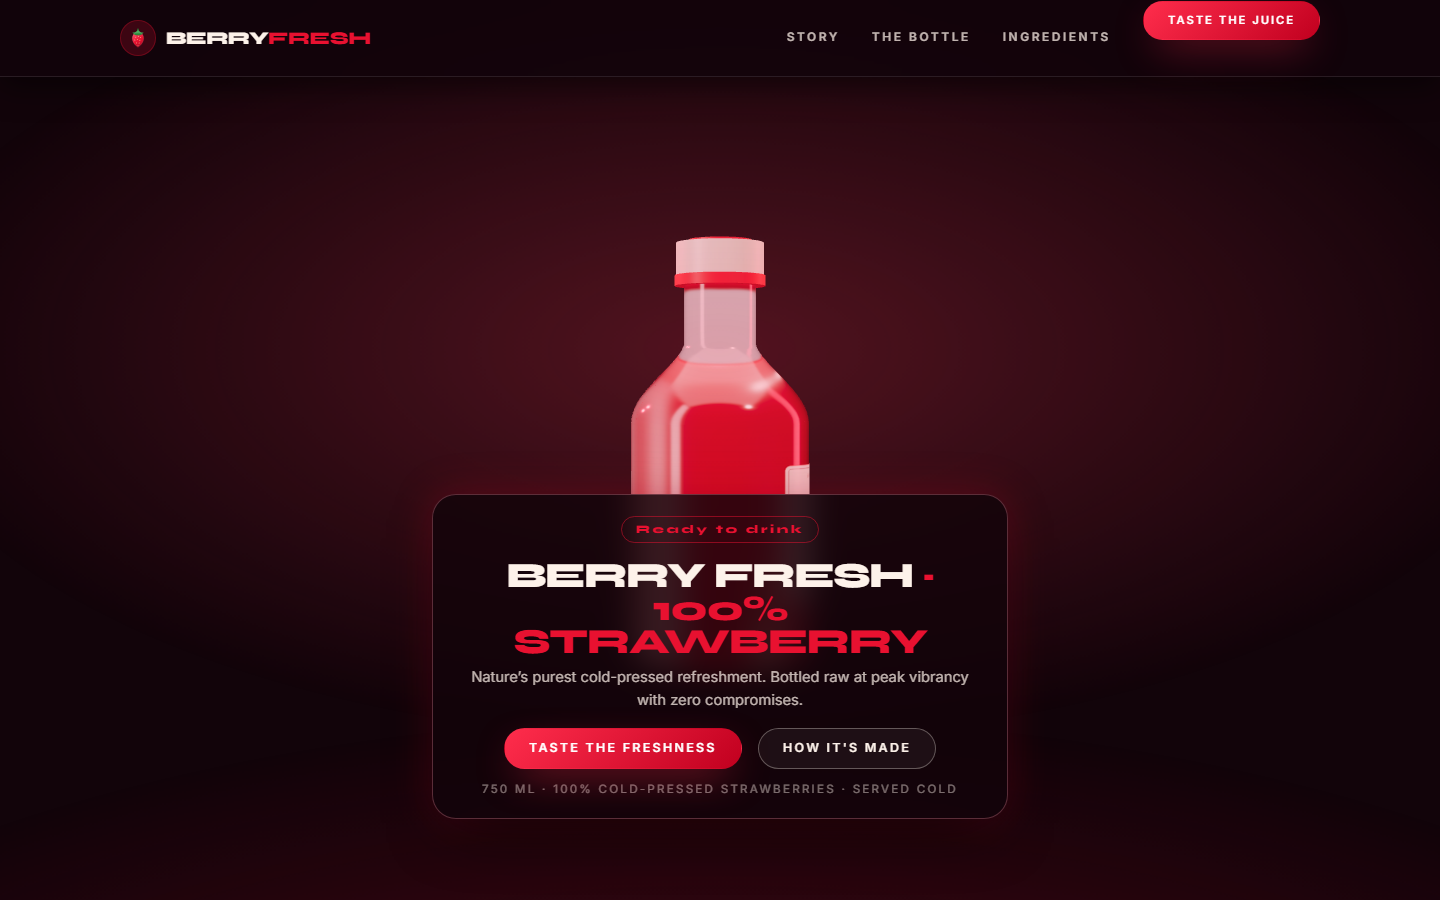 BERRYFRESH
STORY
THE BOTTLE
INGREDIENTS
TASTE THE JUICE
Ready to drink
BERRY FRESH -
100%
STRAWBERRY
Nature's purest cold-pressed refreshment. Bottled raw at peak vibrancy
with zero compromises.
TASTE THE FRESHNESS
HOW IT'S MADE
750 ML · 100% COLD-PRESSED STRAWBERRIES · SERVED COLD